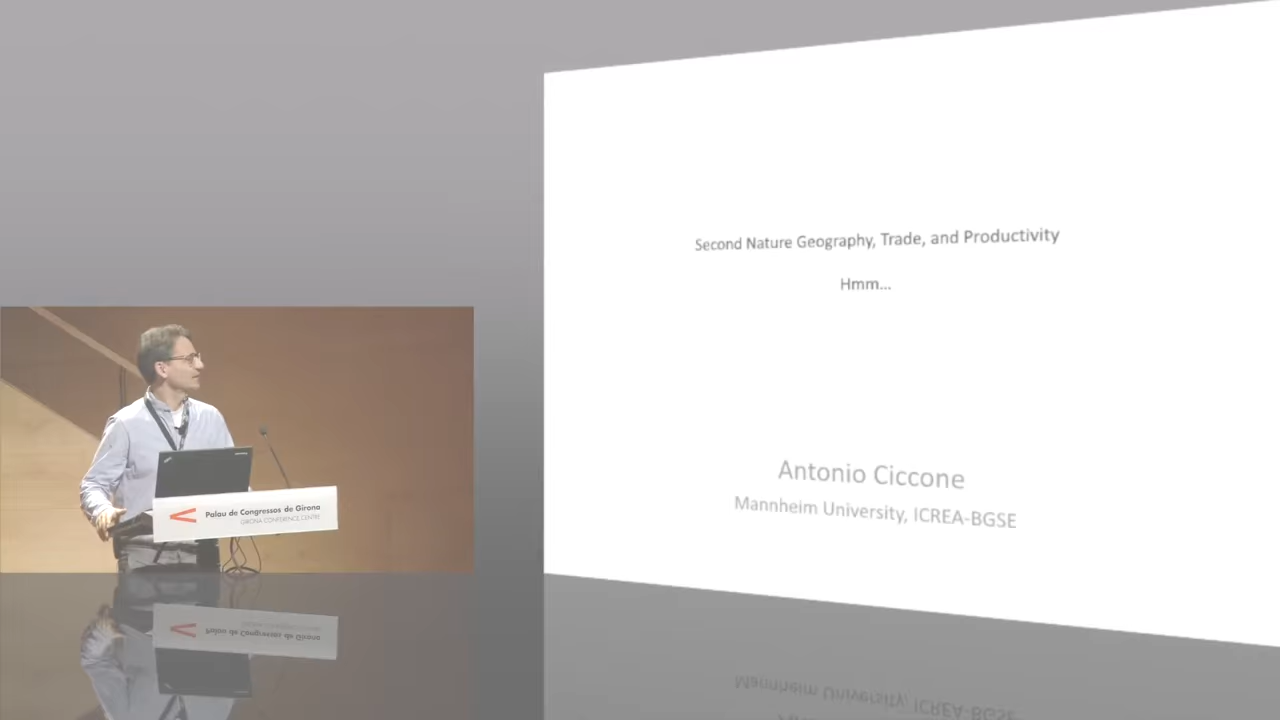 Second Nature Geography, Trade, and Productivity
Hmm...
Antonio Ciccone
Mannheim University, ICREA-BGSE
Palau de Congressos de Girona
GIRONA CONFERENCE CENTRE